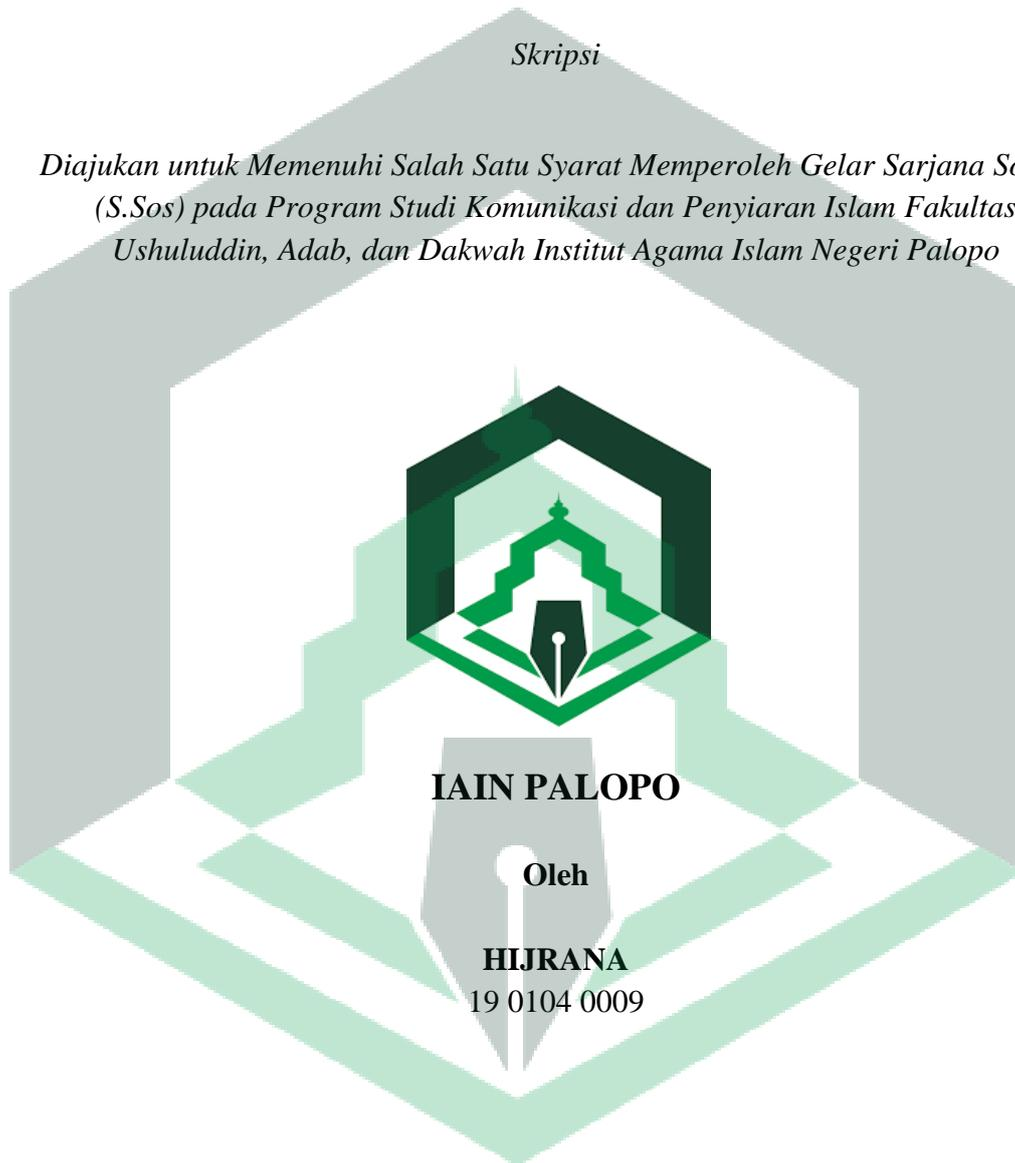 Skripsi
Diajukan untuk Memenuhi Salah Satu Syarat Memperoleh Gelar Sarjana
(S.Sos) pada Program Studi Komunikasi dan Penyiaran Islam Fakultas
Ushuluddin, Adab, dan Dakwah Institut Agama Islam Negeri Palopo
IAIN PALOPO
Oleh
HIJRANA
19 0104 0009